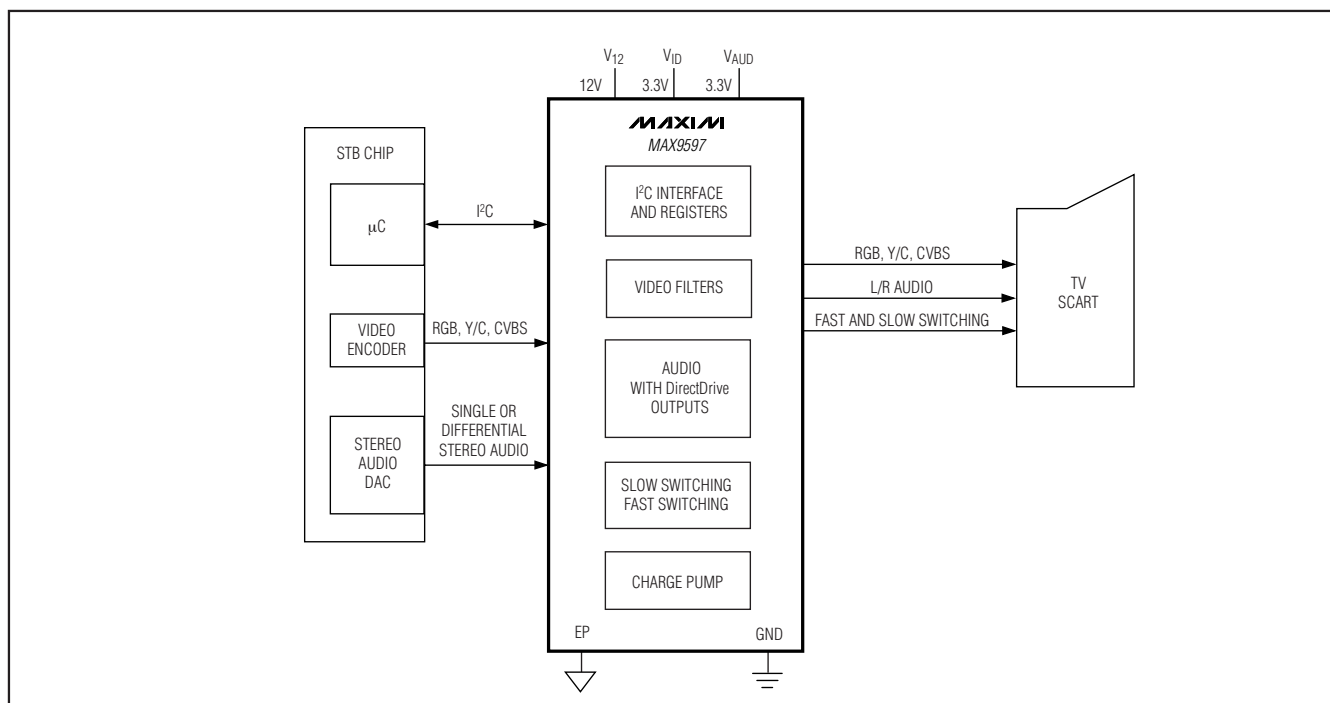 V12
VID
VAUD
12V
3.3V
3.3V
MAXIM
MAX9597
STB CHIP
μC
I²C
I²C INTERFACE
AND REGISTERS
VIDEO FILTERS
RGB, Y/C, CVBS
L/R AUDIO
FAST AND SLOW SWITCHING
TV
SCART
VIDEO
ENCODER
RGB, Y/C, CVBS
AUDIO
WITH DirectDrive
OUTPUTS
STEREO
AUDIO
DAC
SINGLE OR
DIFFERENTIAL
STEREO AUDIO
SLOW SWITCHING
FAST SWITCHING
CHARGE PUMP
EP
GND